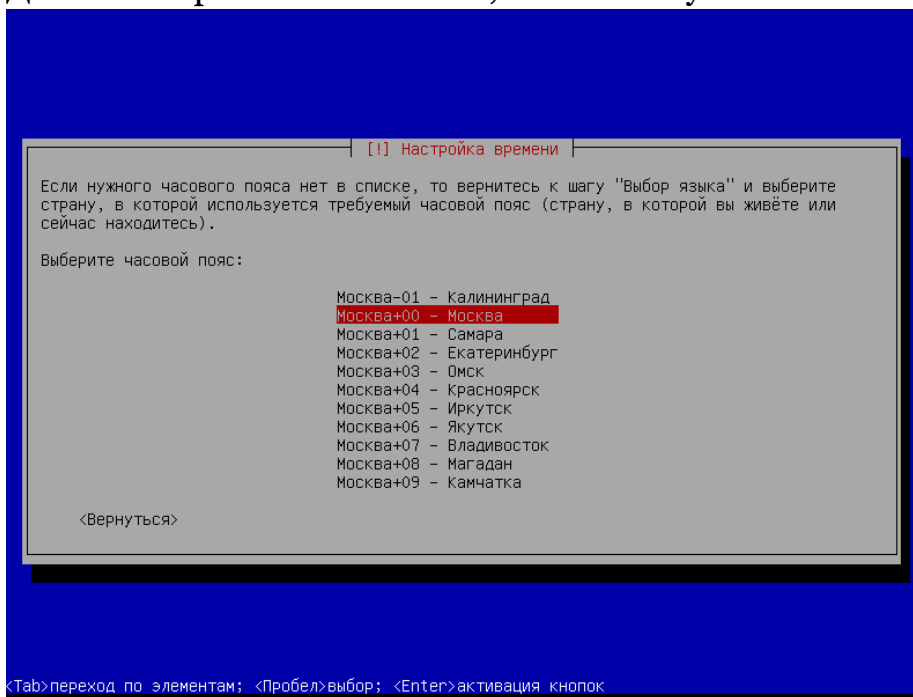 [!] Настройка времени
Если нужного часового пояса нет в списке, то вернитесь к шагу "Выбор языка" и выберите
страну, в которой используется требуемый часовой пояс (страну, в которой вы живёте или
сейчас находитесь).
Выберите часовой пояс:
Москва-01 – Калининград
Москва+00 – Москва
Москва+01 – Самара
Москва+02 – Екатеринбург
Москва+03 – Омск
Москва+04 – Красноярск
Москва+05 – Иркутск
Москва+06 – Якутск
Москва+07 – Владивосток
Москва+08 – Магадан
Москва+09 – Камчатка
<Вернуться>
<Tab>переход по элементам; <Пробел>выбор; <Enter>активация кнопок